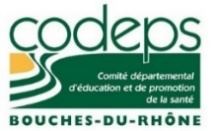 codeps
Comité départemental
d'éducation et de promotion
de la santé
BOUCHES-DU-RHÔNE